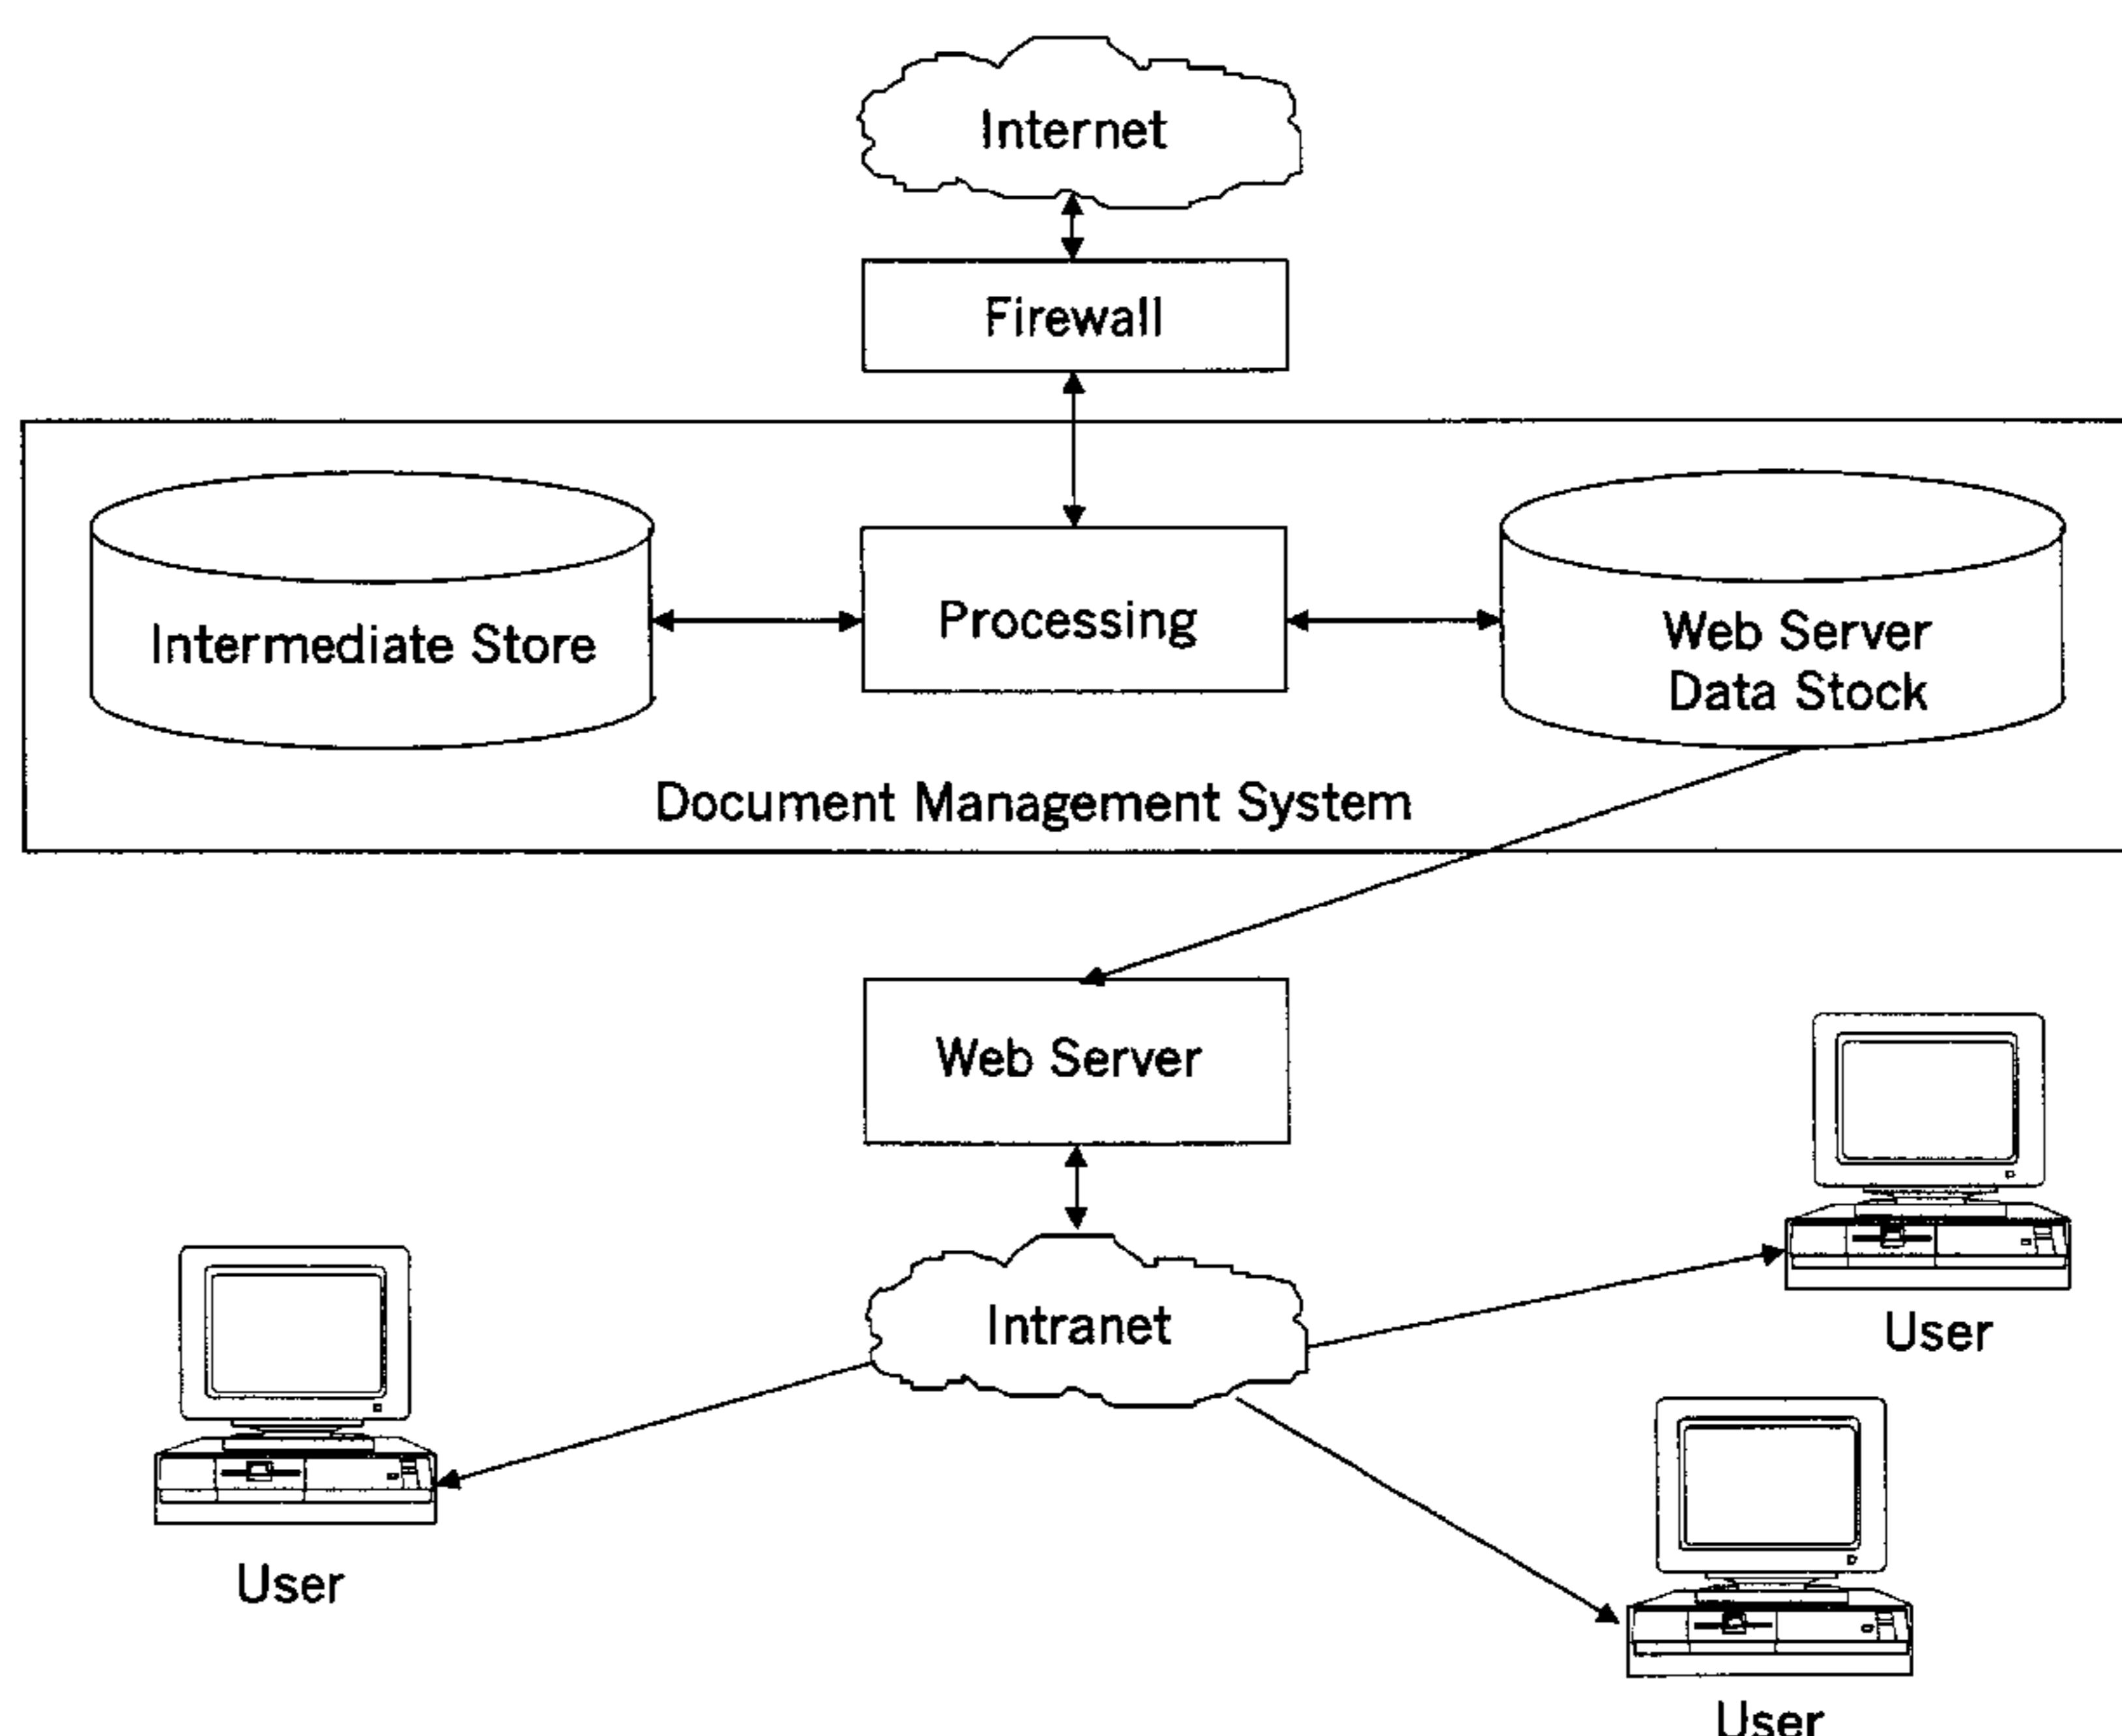 Internet
Firewall
Intermediate Store
Processing
Web Server
Data Stock
Document Management System
Web Server
Intranet
User
User
User